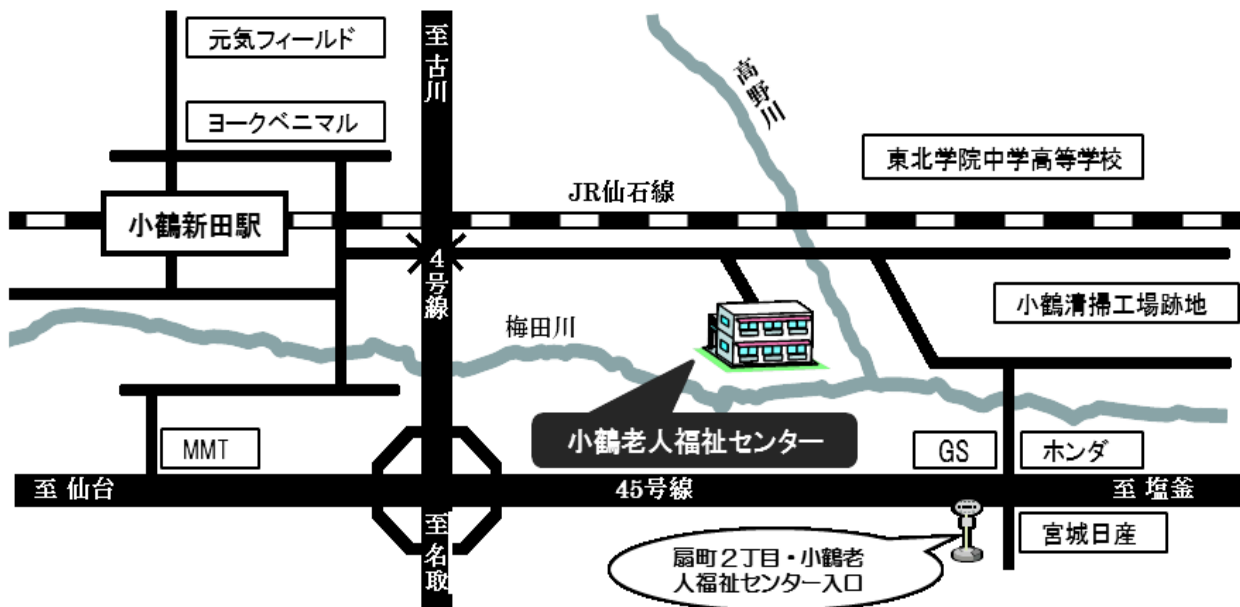 元気フィールド
至古川
高野川
ヨークベニマル
東北学院中学高等学校
JR仙石線
小鶴新田駅
4号線
小鶴清掃工場跡地
梅田川
小鶴老人福祉センター
MMT
GS
ホンダ
至 仙台
45号線
至 塩釜
至名取
宮城日産
扇町2丁目・小鶴老
人福祉センター入口